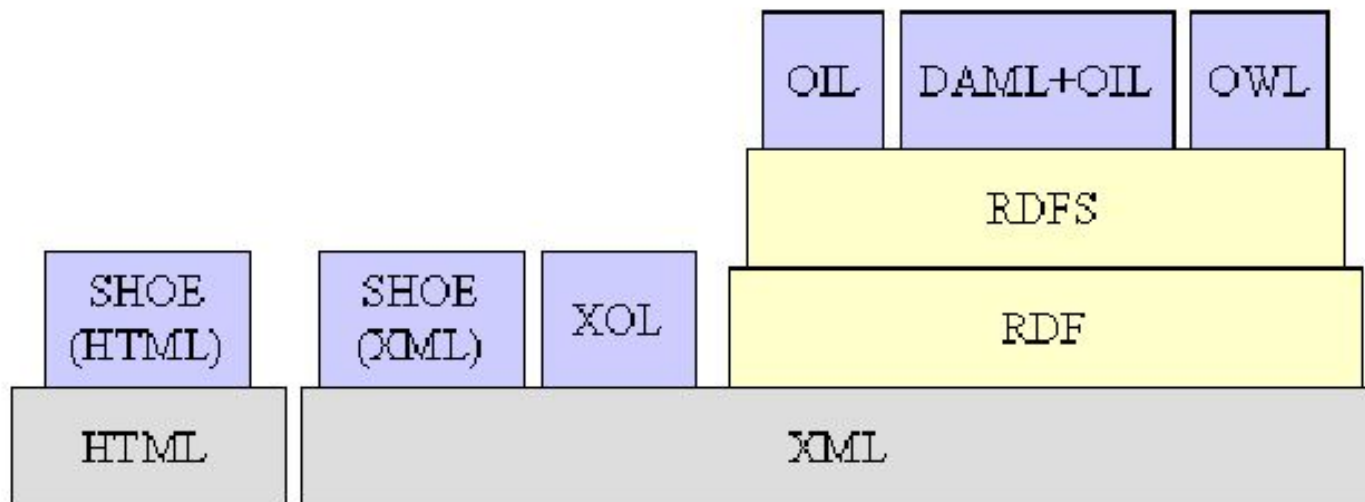 OIL DAML+OIL OWL
RDFS
SHOE
(HTML)
SHOE
(XML)
XOL
RDF
HTML
XML